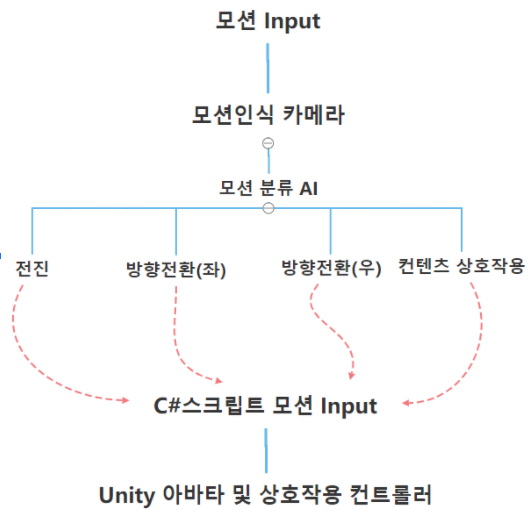 모션 Input
모션인식 카메라
모션 분류 AI
전진
방향전환(좌)
방향전환(우)
컨텐츠 상호작용
C#스크립트 모션 Input
Unity 아바타 및 상호작용 컨트롤러